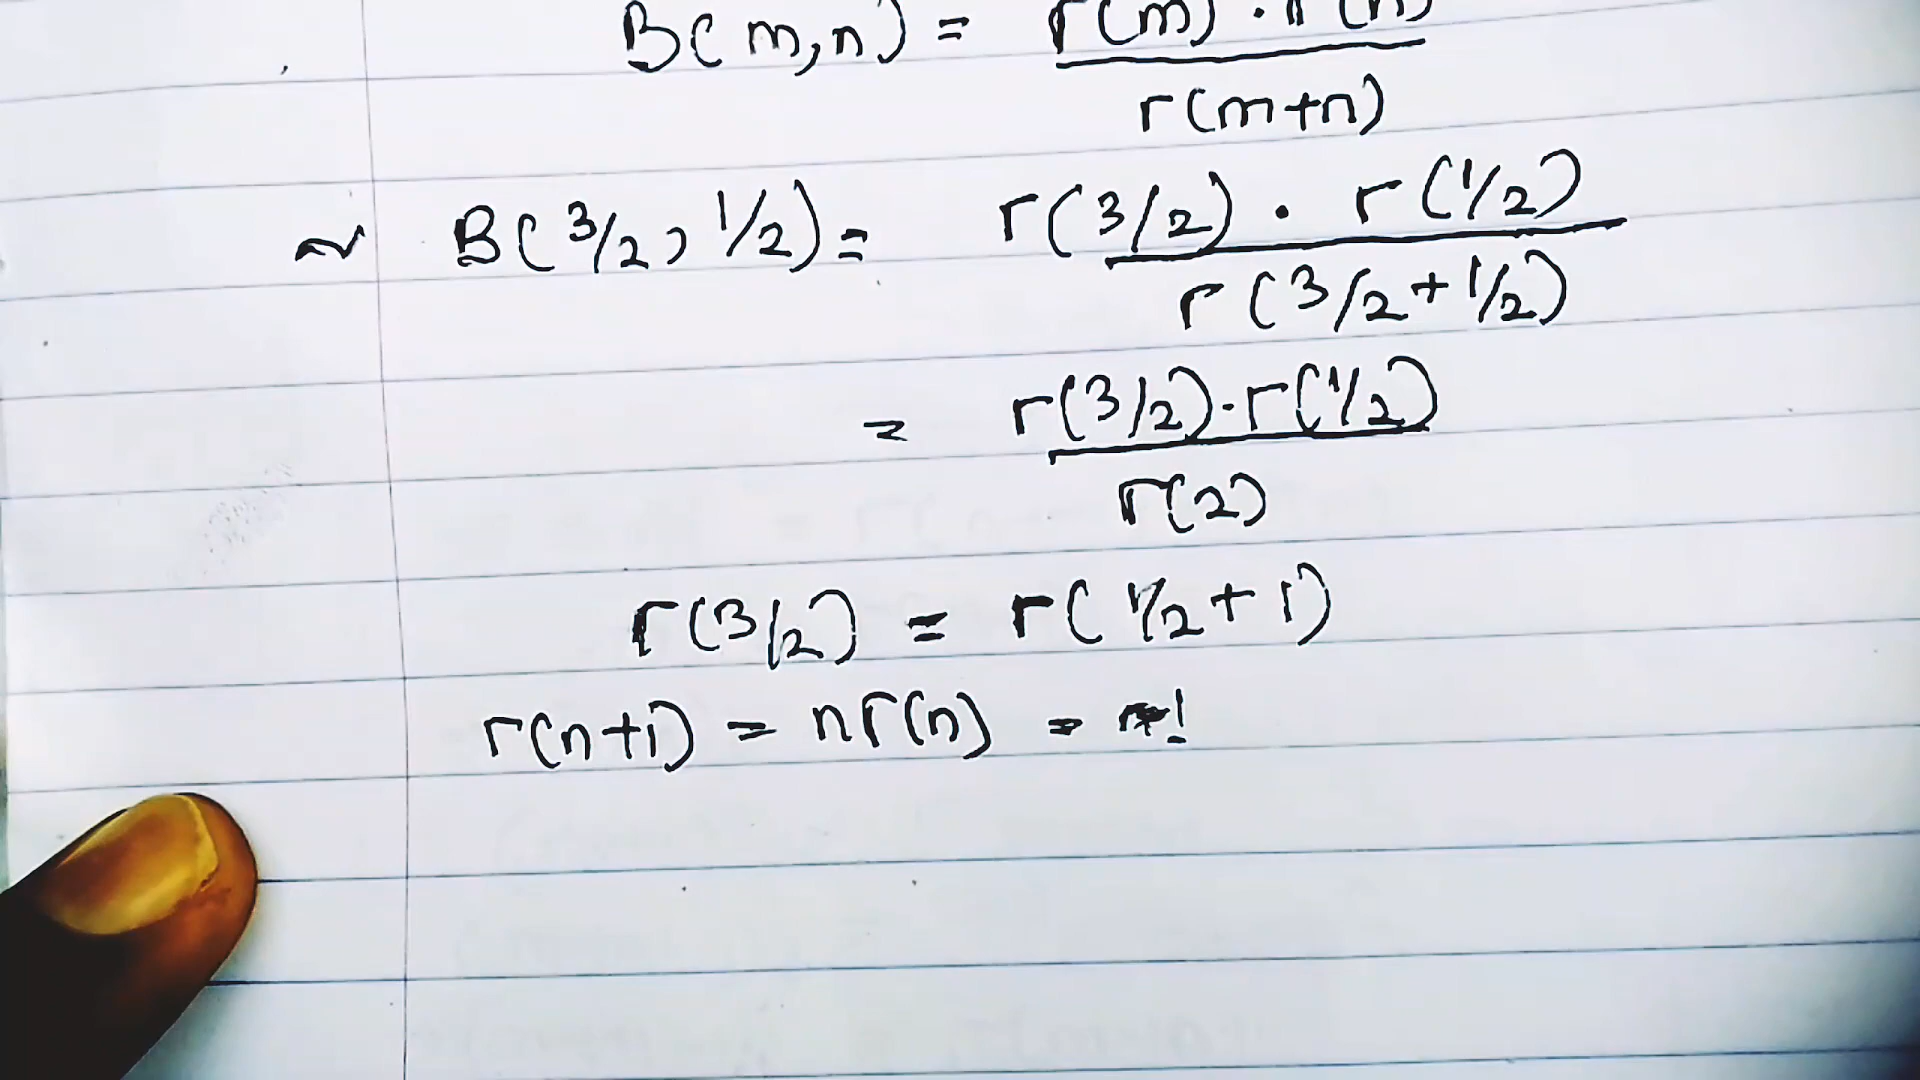 B(m,n) = Γ(m) · Γ(n)
Γ(m+n)
~ B(3/2, 1/2) = Γ(3/2) · Γ(1/2)
Γ(3/2+1/2)
= Γ(3/2)·Γ(1/2)
Γ(2)
Γ(3/2) = Γ(1/2+1)
Γ(n+1) = nΓ(n) = n!